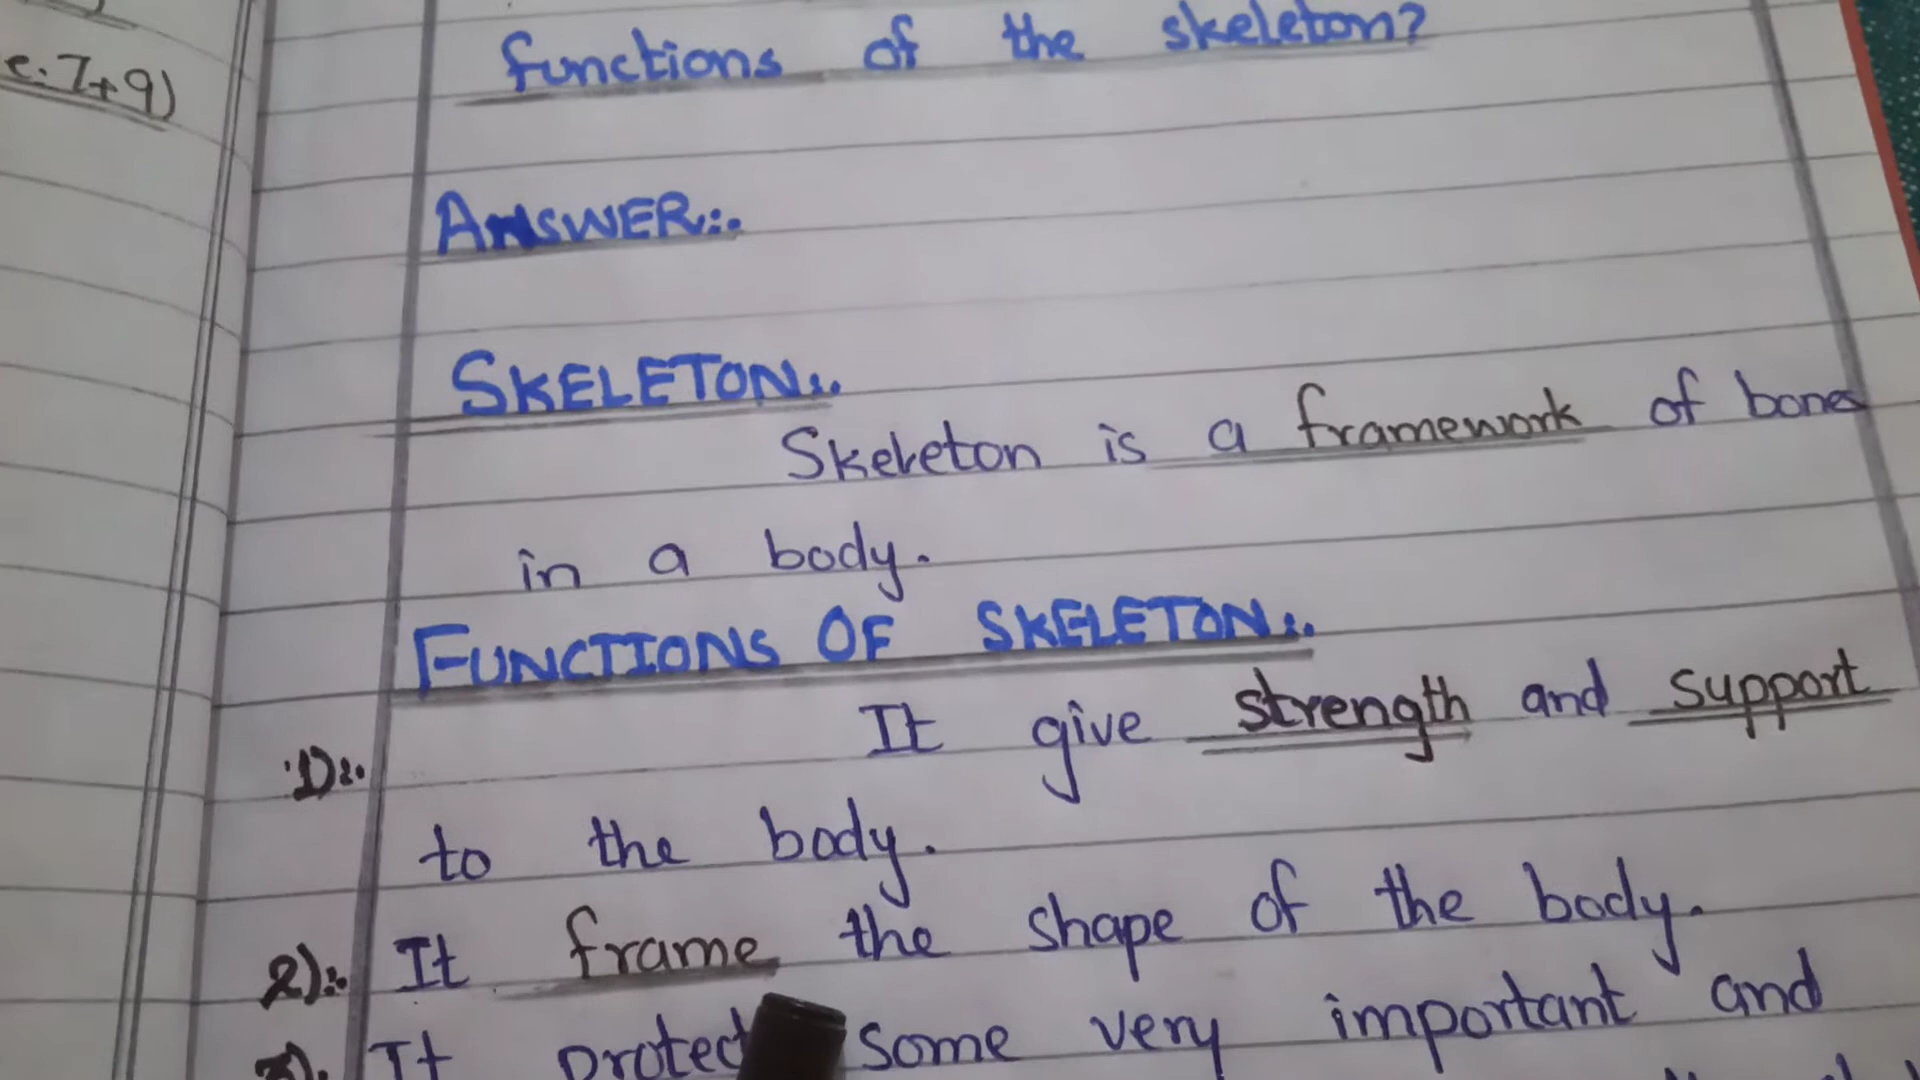 c. 7+9)
functions of the skeleton?
ANSWER:.
SKELETON:.
Skeleton is a framework of bones
in a body.
FUNCTIONS OF SKELETON:.
1):. It give strength and support
to the body.
2):. It frame the shape of the body.
3). It protect some very important and